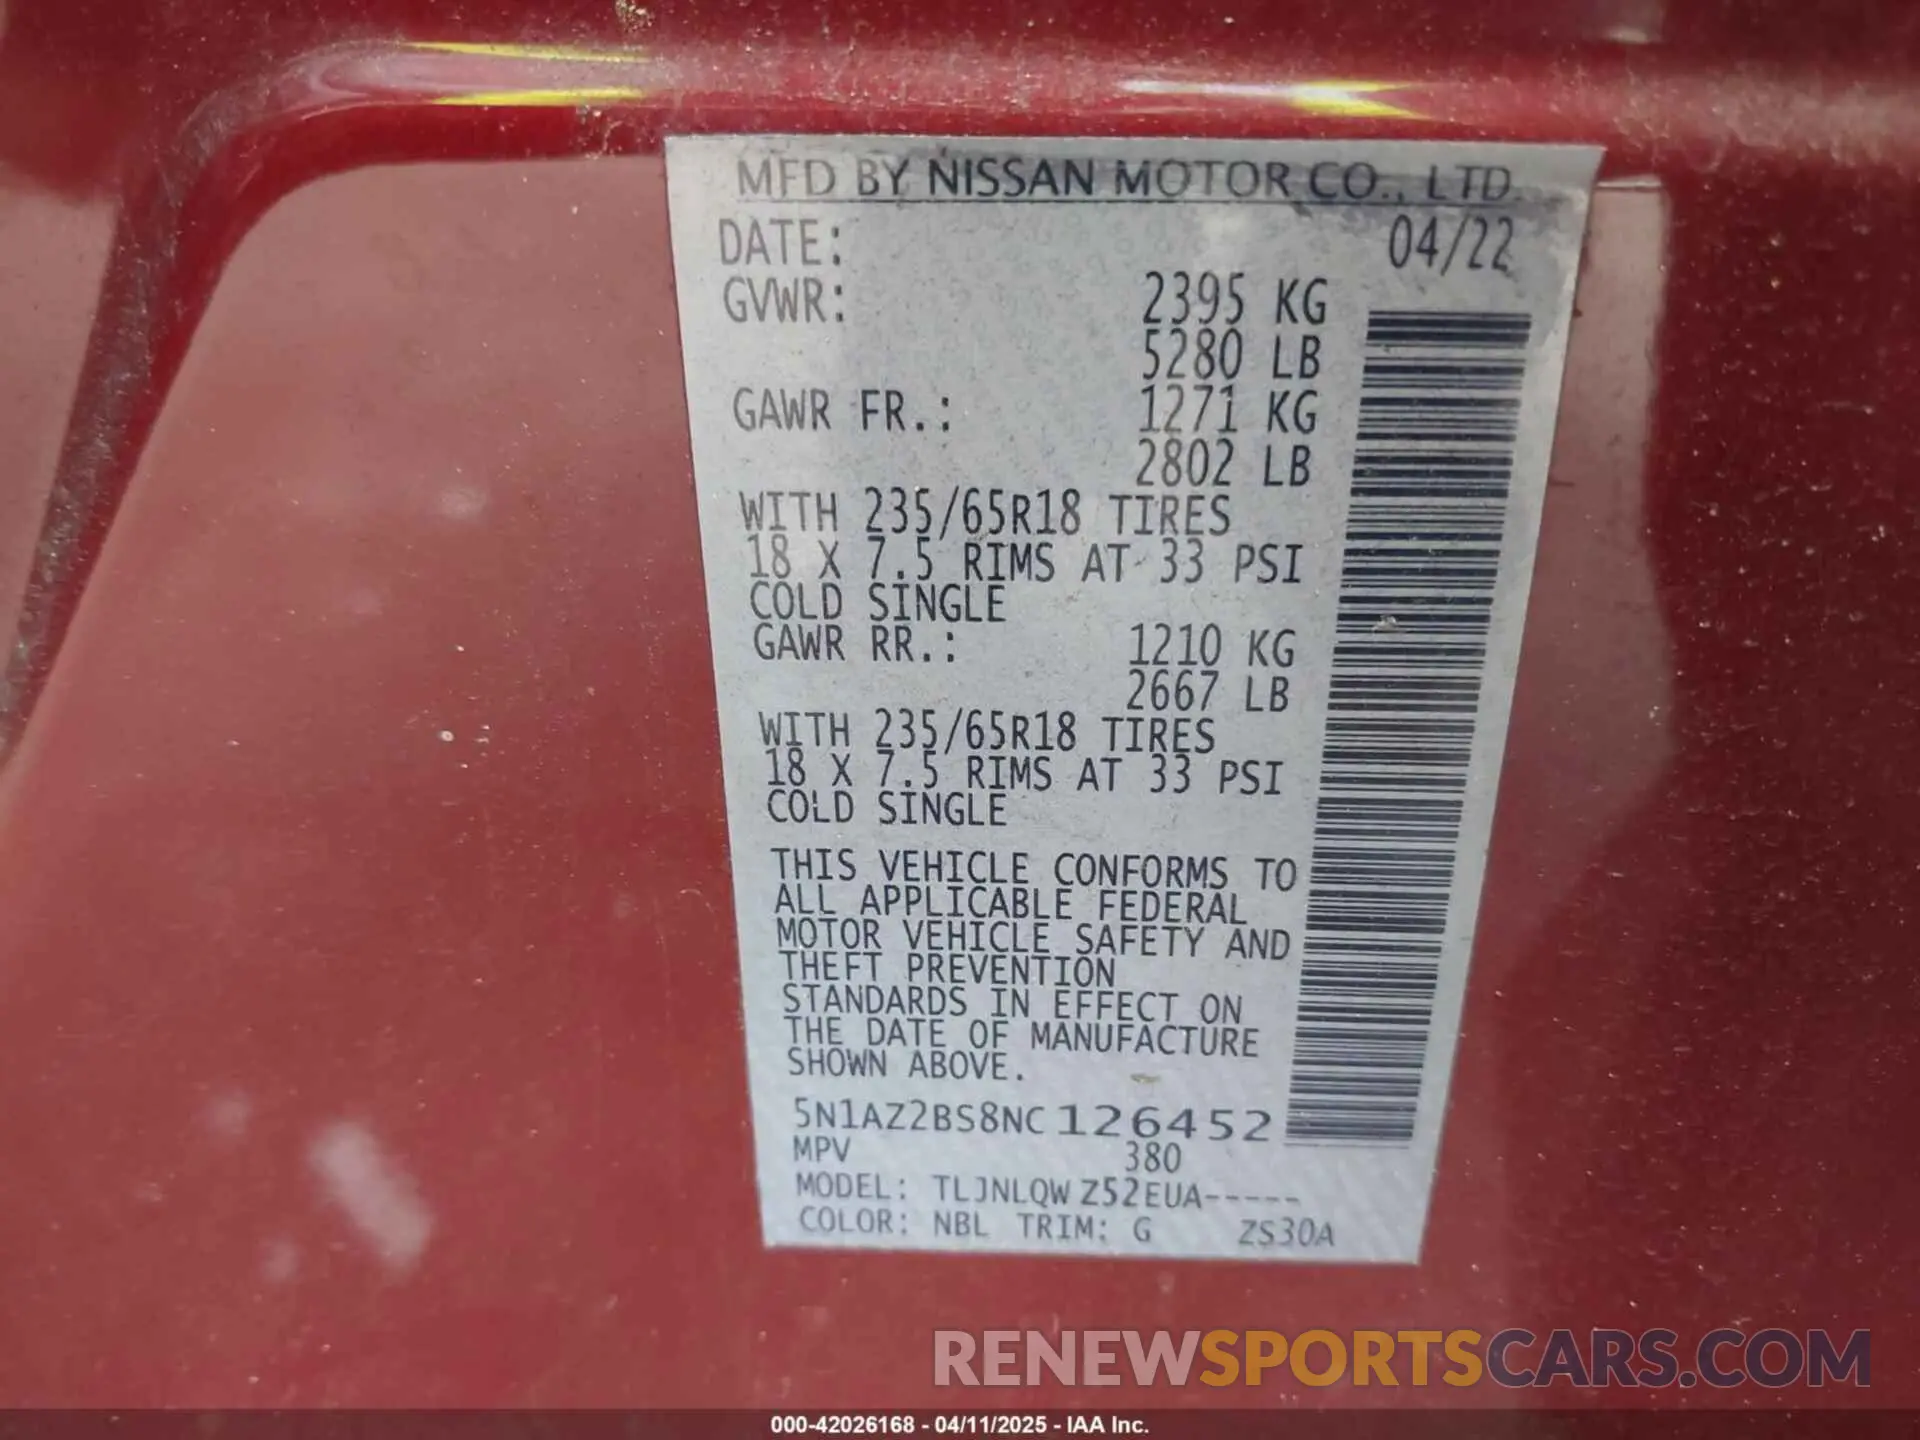 MFD BY NISSAN MOTOR CO., LTD.
DATE: 04/22
GVWR: 2395 KG
5280 LB
GAWR FR.: 1271 KG
2802 LB
WITH 235/65R18 TIRES
18 X 7.5 RIMS AT 33 PSI
COLD SINGLE
GAWR RR.: 1210 KG
2667 LB
WITH 235/65R18 TIRES
18 X 7.5 RIMS AT 33 PSI
COLD SINGLE
THIS VEHICLE CONFORMS TO
ALL APPLICABLE FEDERAL
MOTOR VEHICLE SAFETY AND
THEFT PREVENTION
STANDARDS IN EFFECT ON
THE DATE OF MANUFACTURE
SHOWN ABOVE.
5N1AZ2BS8NC126452
MPV 380
MODEL: TLJNLQW Z52EUA-----
COLOR: NBL TRIM: G ZS30A
RENEWSPORTSCARS.COM
000-42026168 - 04/11/2025 - IAA Inc.